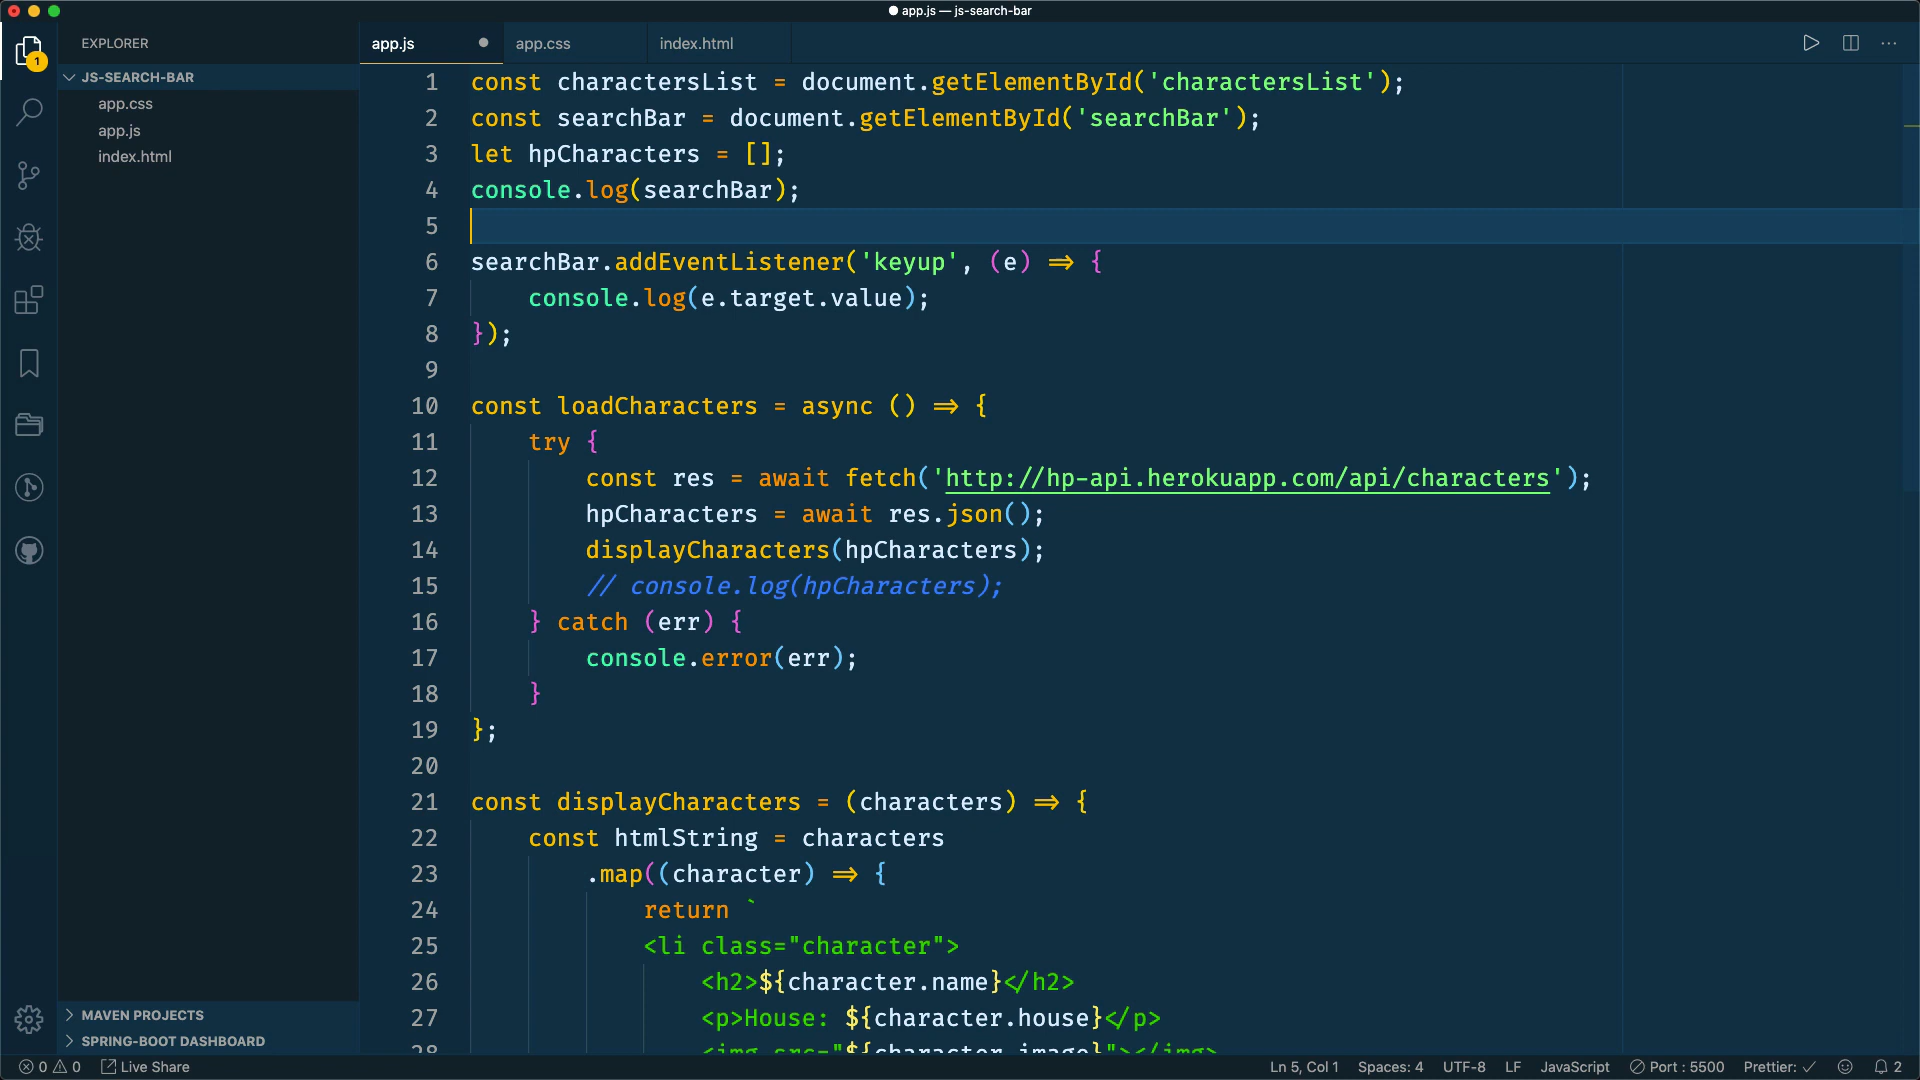 app.js — js-search-bar
EXPLORER
JS-SEARCH-BAR
app.css
app.js
index.html
MAVEN PROJECTS
SPRING-BOOT DASHBOARD
1
app.js
app.css
index.html
1 const charactersList = document.getElementById('charactersList');
2 const searchBar = document.getElementById('searchBar');
3 let hpCharacters = [];
4 console.log(searchBar);
5
6 searchBar.addEventListener('keyup', (e) => {
7 console.log(e.target.value);
8 });
9
10 const loadCharacters = async () => {
11 try {
12 const res = await fetch('http://hp-api.herokuapp.com/api/characters');
13 hpCharacters = await res.json();
14 displayCharacters(hpCharacters);
15 // console.log(hpCharacters);
16 } catch (err) {
17 console.error(err);
18 }
19 };
20
21 const displayCharacters = (characters) => {
22 const htmlString = characters
23 .map((character) => {
24 return `
25 <li class="character">
26 <h2>${character.name}</h2>
27 <p>House: ${character.house}</p>
28 <img src="${character.image}"></img>
0 0 Live Share Ln 5, Col 1 Spaces: 4 UTF-8 LF JavaScript Port : 5500 Prettier: ✓ 2